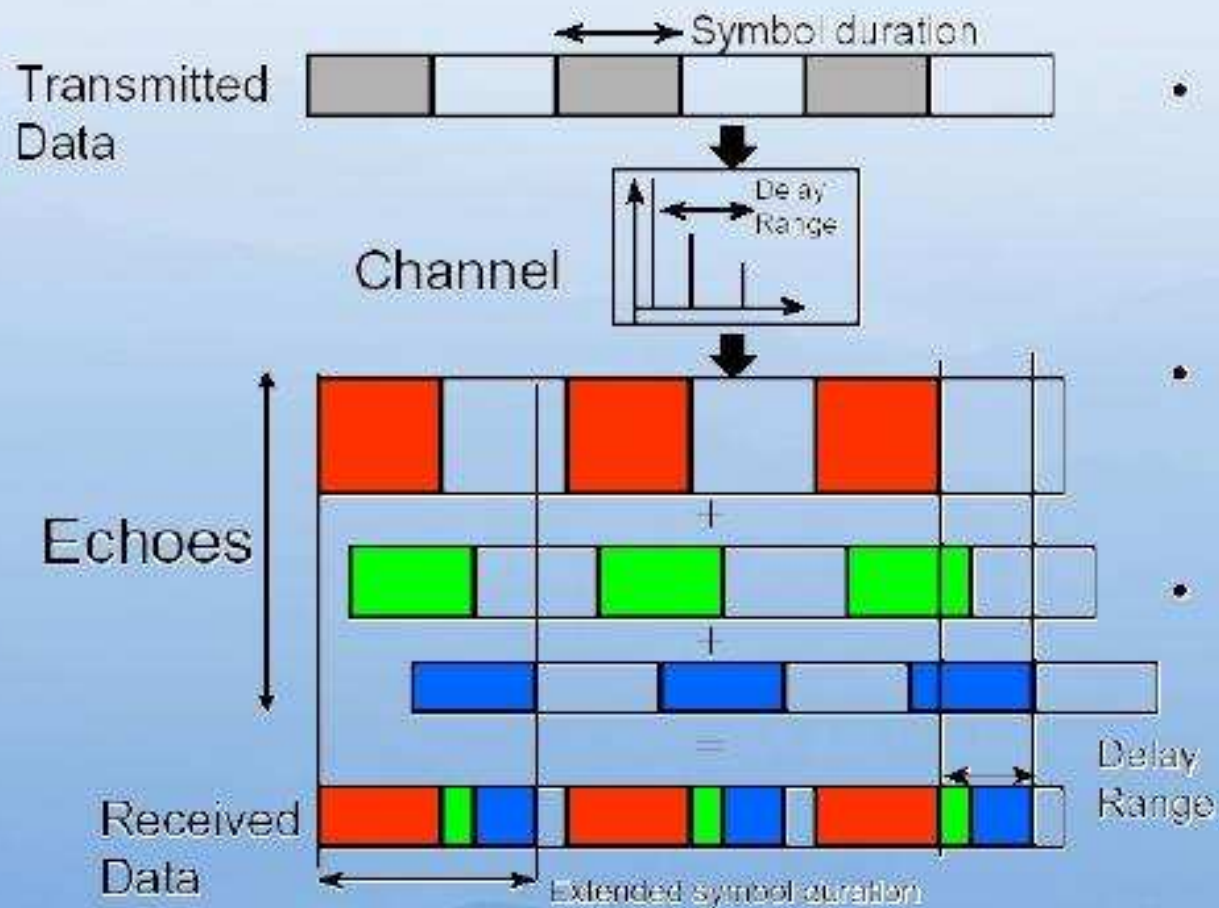 Symbol duration
Transmitted
Data
Delay
Range
Channel
+
Echoes
+
=
Delay
Range
Received
Data
Extended symbol duration